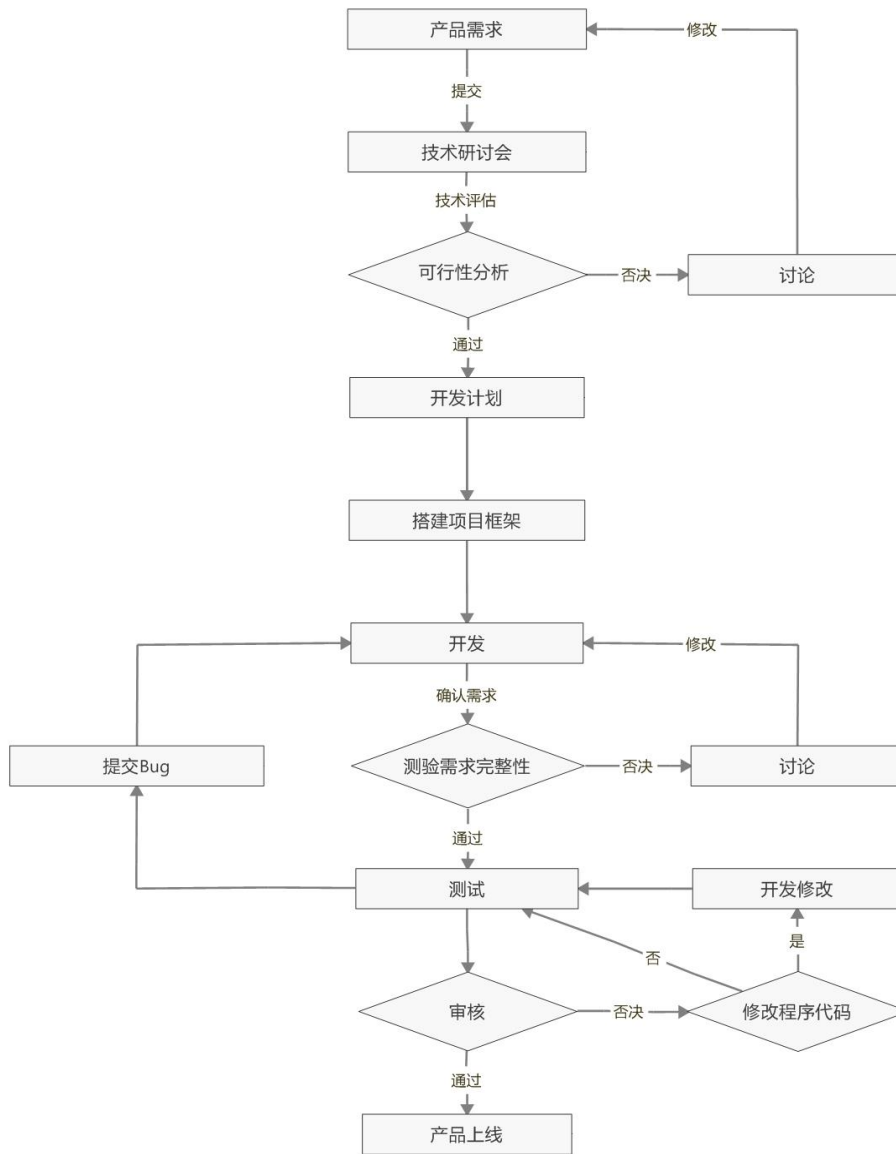 产品需求
修改
提交
技术研讨会
技术评估
可行性分析
否决
讨论
通过
开发计划
搭建项目框架
开发
修改
确认需求
提交Bug
测验需求完整性
否决
讨论
通过
测试
开发修改
是
否
审核
否决
修改程序代码
通过
产品上线